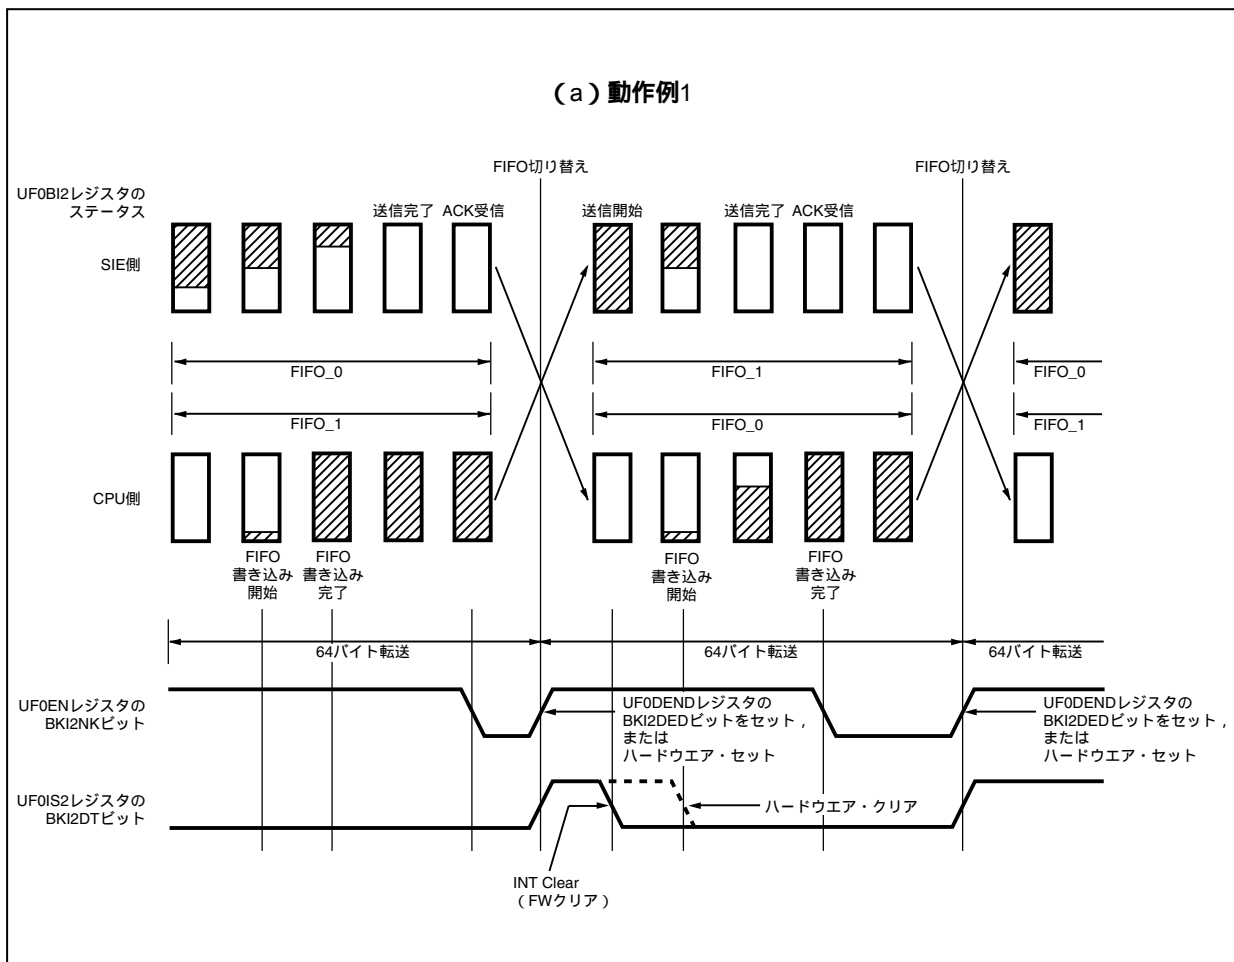 （a）動作例1
FIFO切り替え
FIFO切り替え
UF0BI2レジスタの
ステータス
送信完了
ACK受信
送信開始
送信完了
ACK受信
SIE側
FIFO_0
FIFO_1
FIFO_0
FIFO_1
FIFO_0
FIFO_1
CPU側
FIFO
書き込み
開始
FIFO
書き込み
完了
FIFO
書き込み
開始
FIFO
書き込み
完了
64バイト転送
64バイト転送
64バイト転送
UF0ENレジスタの
BKI2NKビット
UF0DENDレジスタの
BKI2DEDビットをセット，
または
ハードウエア・セット
UF0DENDレジスタの
BKI2DEDビットをセット，
または
ハードウエア・セット
UF0IS2レジスタの
BKI2DTビット
ハードウエア・クリア
INT Clear
（FWクリア）